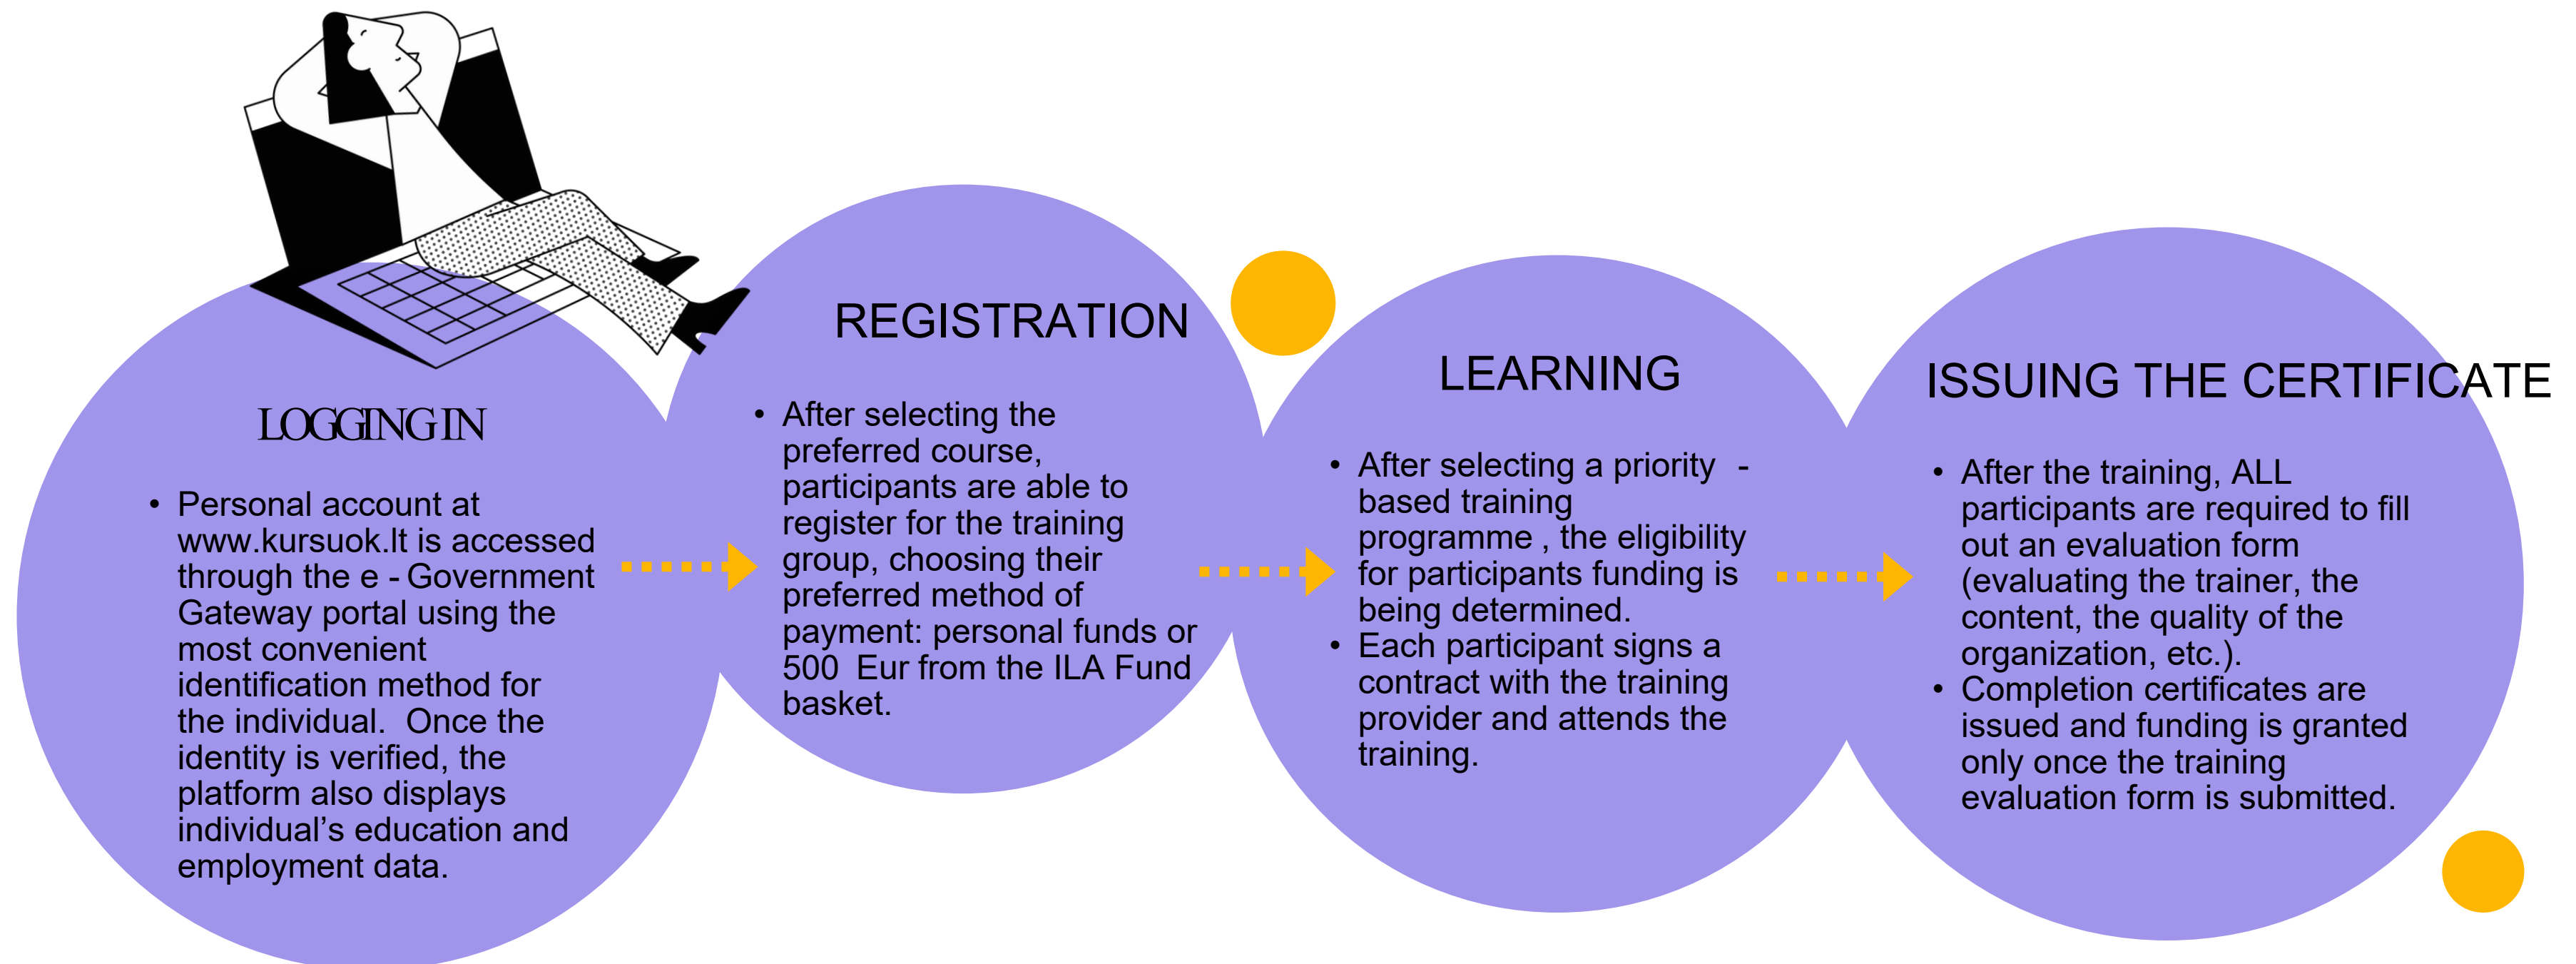 LOGGING IN
• Personal account at
www.kursuok.lt is accessed
through the e - Government
Gateway portal using the
most convenient
identification method for
the individual. Once the
identity is verified, the
platform also displays
individual’s education and
employment data.
REGISTRATION
• After selecting the
preferred course,
participants are able to
register for the training
group, choosing their
preferred method of
payment: personal funds or
500 Eur from the ILA Fund
basket.
LEARNING
• After selecting a priority -
based training
programme , the eligibility
for participants funding is
being determined.
• Each participant signs a
contract with the training
provider and attends the
training.
ISSUING THE CERTIFICATE
• After the training, ALL
participants are required to fill
out an evaluation form
(evaluating the trainer, the
content, the quality of the
organization, etc.).
• Completion certificates are
issued and funding is granted
only once the training
evaluation form is submitted.